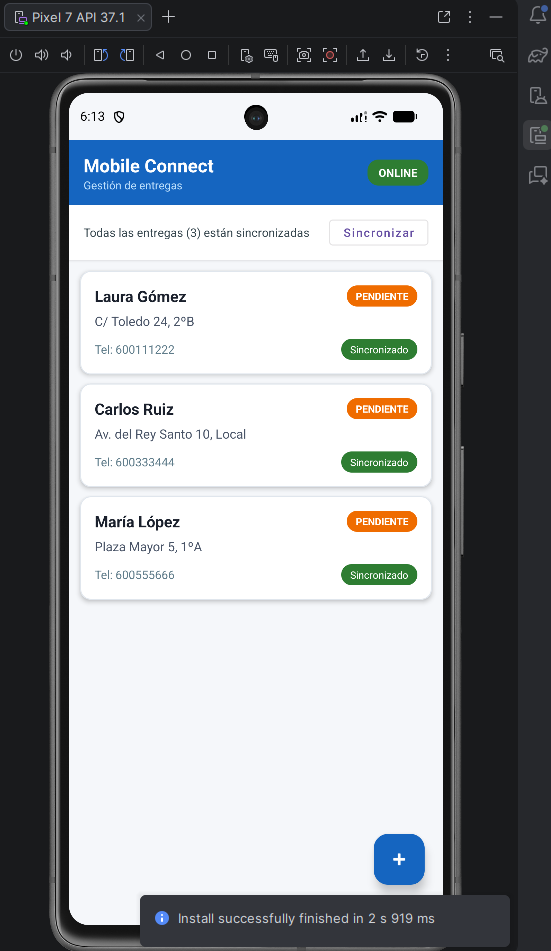 Pixel 7 API 37.1
6:13
Mobile Connect
Gestión de entregas
ONLINE
Todas las entregas (3) están sincronizadas
Sincronizar
Laura Gómez
PENDIENTE
C/ Toledo 24, 2ºB
Tel: 600111222
Sincronizado
Carlos Ruiz
PENDIENTE
Av. del Rey Santo 10, Local
Tel: 600333444
Sincronizado
María López
PENDIENTE
Plaza Mayor 5, 1ºA
Tel: 600555666
Sincronizado
+
Install successfully finished in 2 s 919 ms